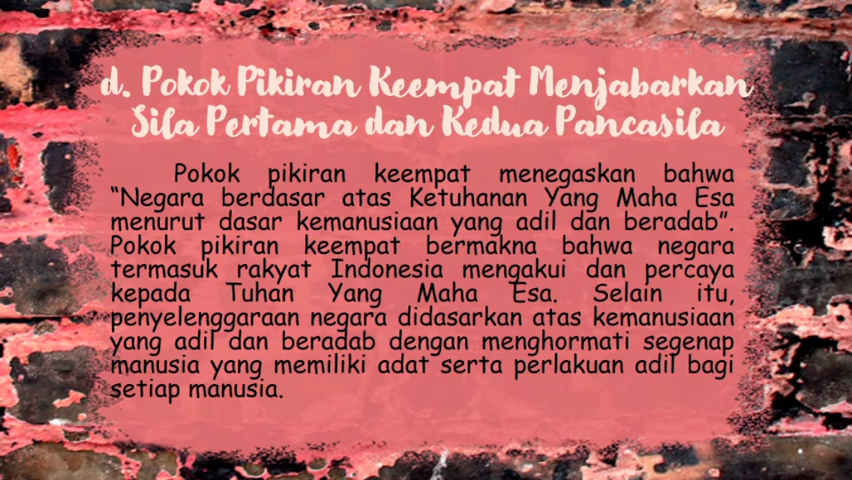 d. Pokok Pikiran Keempat Menjabarkan
Sila Pertama dan Kedua Pancasila
Pokok pikiran keempat menegaskan bahwa
“Negara berdasar atas Ketuhanan Yang Maha Esa
menurut dasar kemanusiaan yang adil dan beradab”.
Pokok pikiran keempat bermakna bahwa negara
termasuk rakyat Indonesia mengakui dan percaya
kepada Tuhan Yang Maha Esa. Selain itu,
penyelenggaraan negara didasarkan atas kemanusiaan
yang adil dan beradab dengan menghormati segenap
manusia yang memiliki adat serta perlakuan adil bagi
setiap manusia.